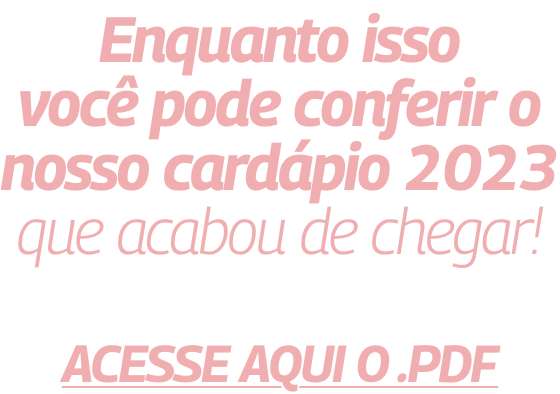 Enquanto isso
você pode conferir o
nosso cardápio 2023
que acabou de chegar!
ACESSE AQUI O .PDF